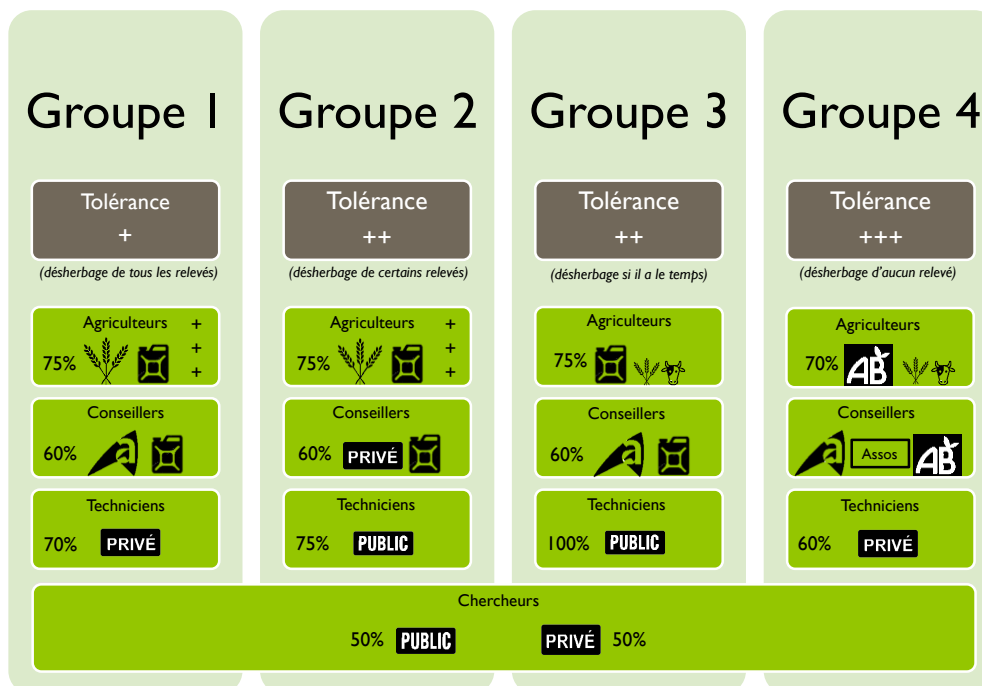 Groupe 1
Tolérance
+
(désherbage de tous les relevés)
Agriculteurs
+
+
+
75%
Conseillers
60%
a
Techniciens
70%
PRIVÉ
Groupe 2
Tolérance
++
(désherbage de certains relevés)
Agriculteurs
+
+
+
75%
Conseillers
60%
PRIVÉ
Techniciens
75%
PUBLIC
Groupe 3
Tolérance
++
(désherbage si il a le temps)
Agriculteurs
75%
Conseillers
60%
a
Techniciens
100%
PUBLIC
Groupe 4
Tolérance
+++
(désherbage d'aucun relevé)
Agriculteurs
70%
AB
Conseillers
a
Assos
AB
Techniciens
60%
PRIVÉ
Chercheurs
50% PUBLIC PRIVÉ 50%